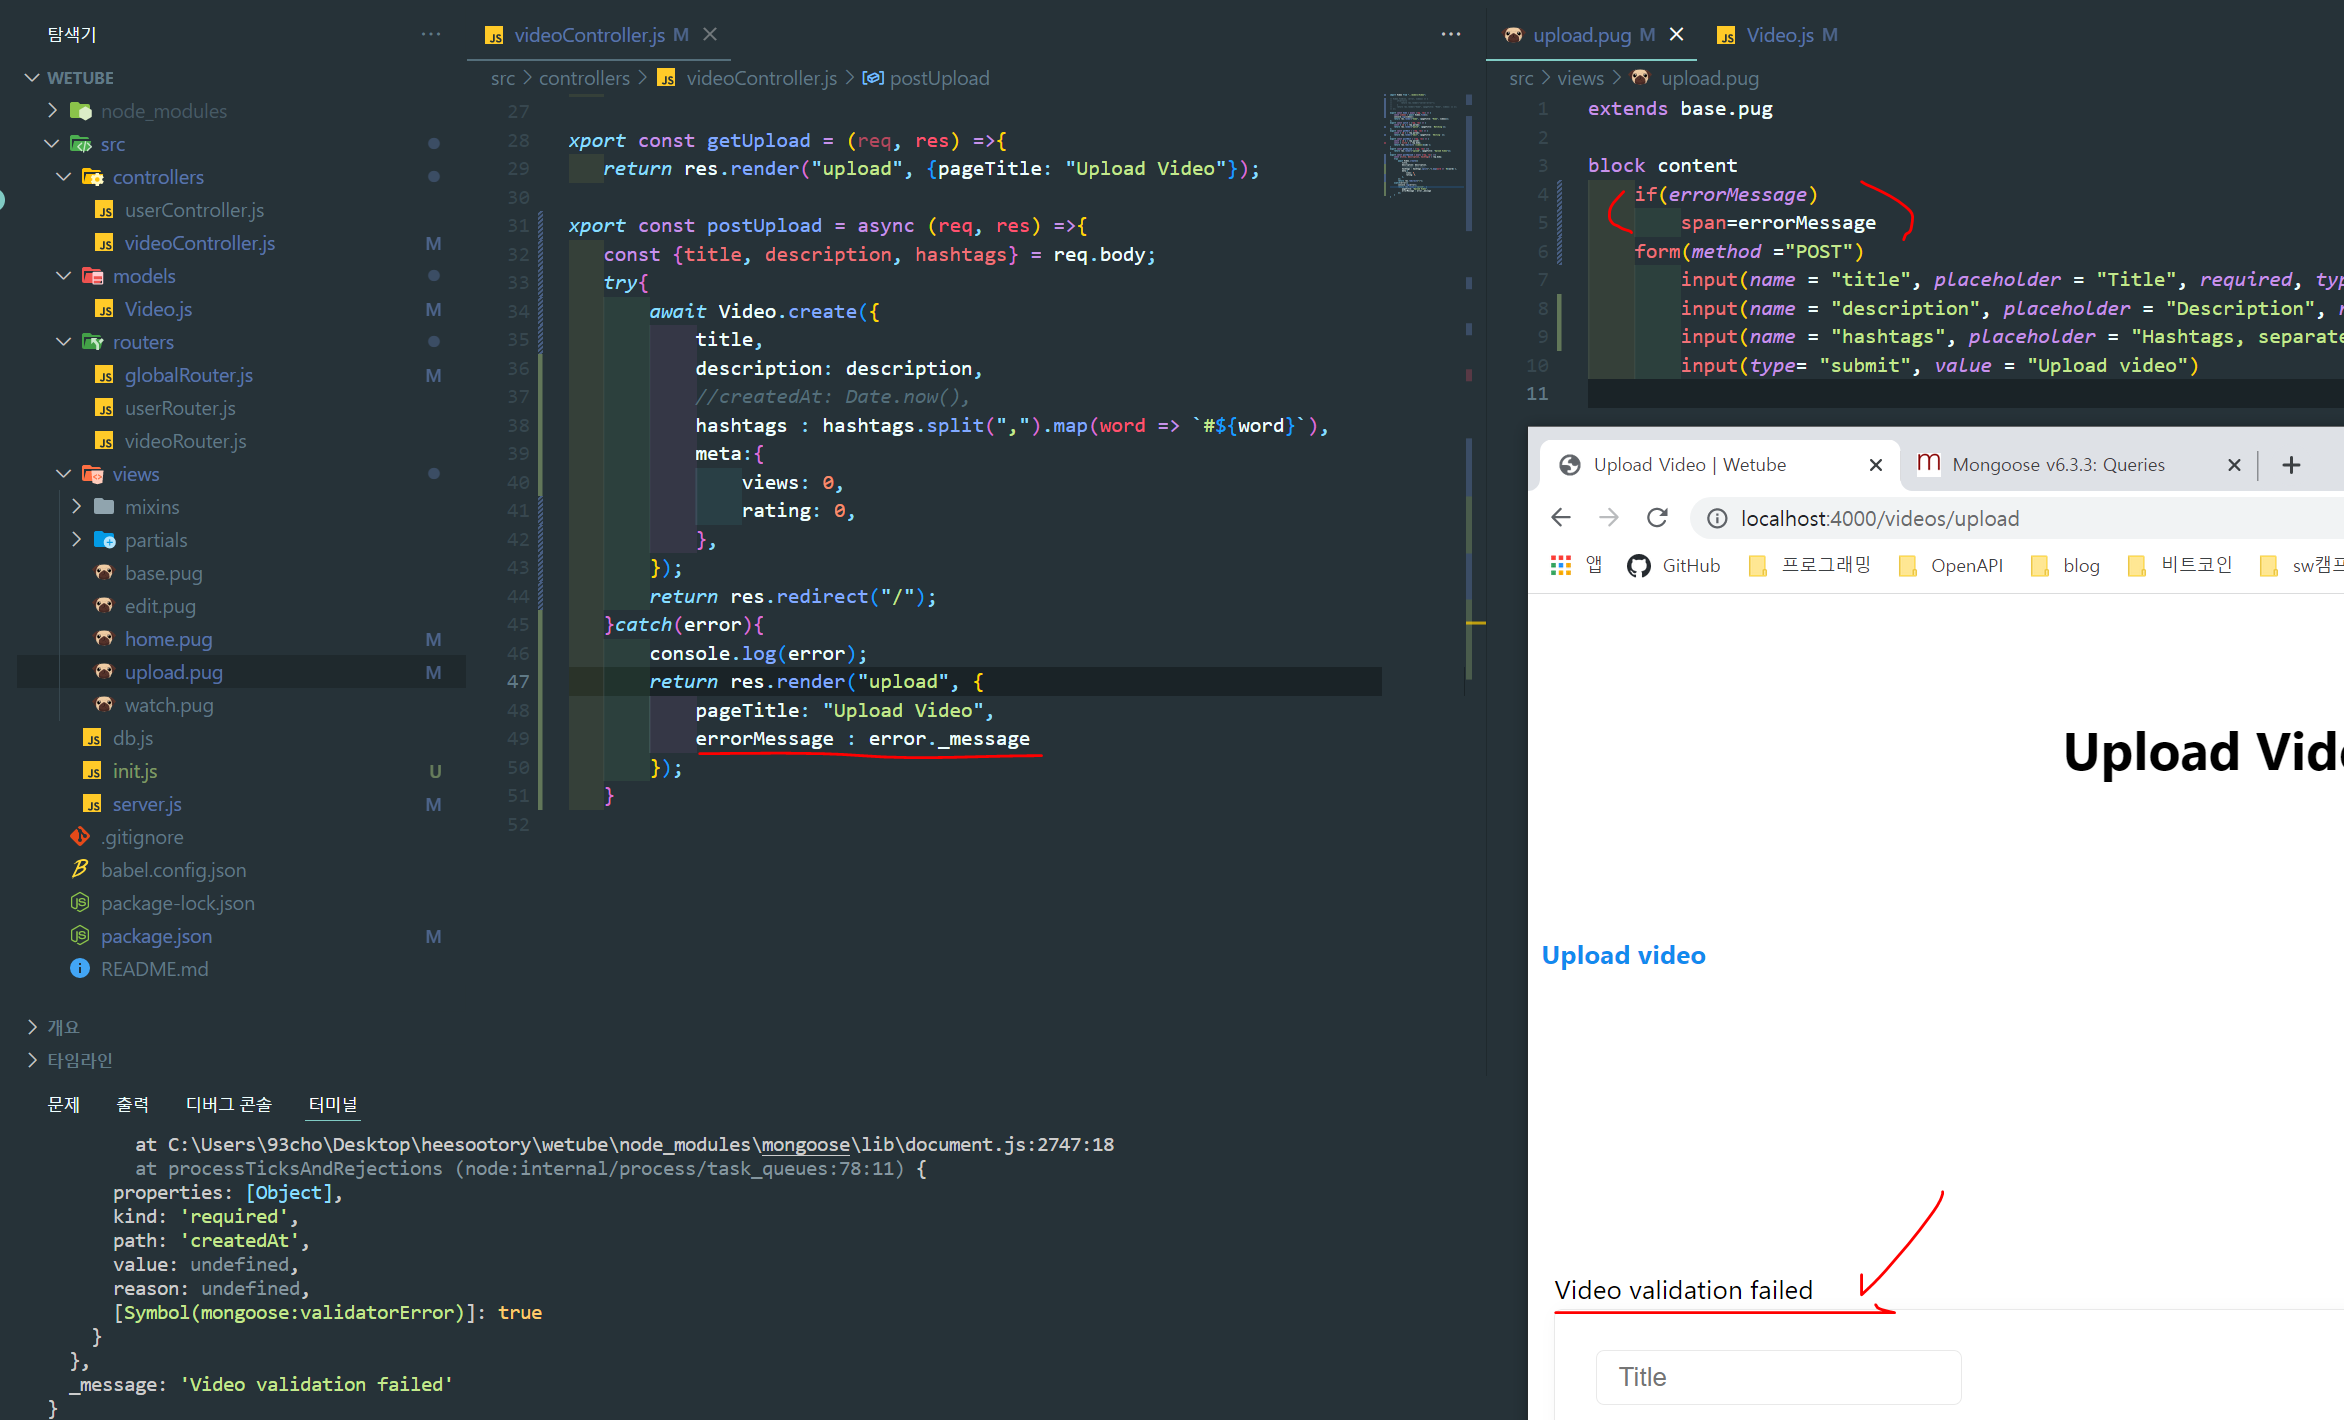 탐색기 ···
WETUBE
node_modules
src
controllers
userController.js
videoController.js M
models
Video.js M
routers
globalRouter.js M
userRouter.js
videoRouter.js
views
mixins
partials
base.pug
edit.pug
home.pug M
upload.pug M
watch.pug
db.js
init.js U
server.js M
.gitignore
babel.config.json
package-lock.json
package.json M
README.md
개요
타임라인
videoController.js M ···
src > controllers > videoController.js > postUpload
27
28 xport const getUpload = (req, res) =>{
29 return res.render("upload", {pageTitle: "Upload Video"});
30
31 xport const postUpload = async (req, res) =>{
32 const {title, description, hashtags} = req.body;
33 try{
34 await Video.create({
35 title,
36 description: description,
37 //createdAt: Date.now(),
38 hashtags : hashtags.split(",").map(word => `#${word}`),
39 meta:{
40 views: 0,
41 rating: 0,
42 },
43 });
44 return res.redirect("/");
45 }catch(error){
46 console.log(error);
47 return res.render("upload", {
48 pageTitle: "Upload Video",
49 errorMessage : error._message
50 });
51 }
52
upload.pug M Video.js M
src > views > upload.pug
1 extends base.pug
2
3 block content
4 if(errorMessage)
5 span=errorMessage
6 form(method ="POST")
7 input(name = "title", placeholder = "Title", required, typ
8 input(name = "description", placeholder = "Description", r
9 input(name = "hashtags", placeholder = "Hashtags, separate
10 input(type= "submit", value = "Upload video")
11
Upload Video | Wetube Mongoose v6.3.3: Queries
localhost:4000/videos/upload
앱 GitHub 프로그래밍 OpenAPI blog 비트코인 sw캠프
Upload Vide
Upload video
Video validation failed
Title
문제 출력 디버그 콘솔 터미널
at C:\Users\93cho\Desktop\heesootory\wetube\node_modules\mongoose\lib\document.js:2747:18
at processTicksAndRejections (node:internal/process/task_queues:78:11) {
properties: [Object],
kind: 'required',
path: 'createdAt',
value: undefined,
reason: undefined,
[Symbol(mongoose:validatorError)]: true
}
},
_message: 'Video validation failed'
}